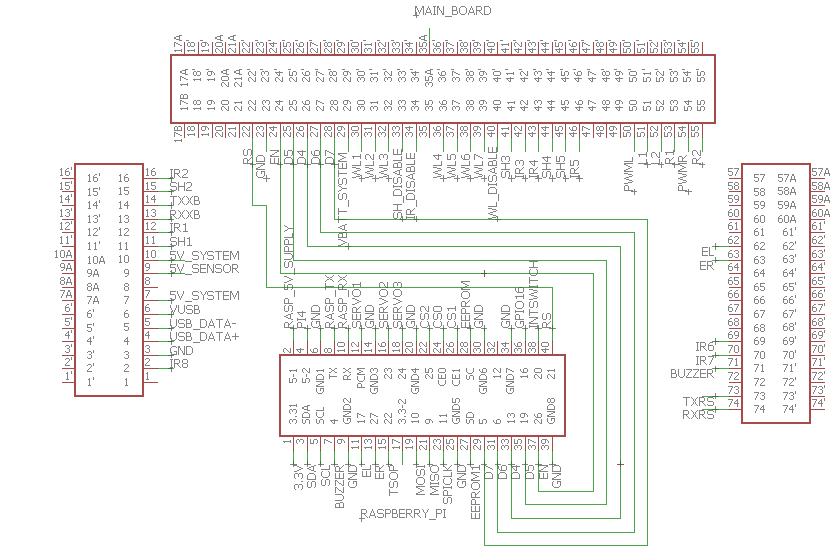 MAIN_BOARD
17A' 18' 19' 20A' 21A' 22' 23' 24' 25' 26' 27' 28' 29' 30' 31' 32' 33' 34' 35A' 36' 37' 38' 39' 40' 41' 42' 43' 44' 45' 46' 47' 48' 49' 50' 51' 52' 53' 54' 55'
17A 18' 19' 20A 21A 22' 23' 24' 25' 26' 27' 28' 29' 30' 31' 32' 33' 34' 35A 36' 37' 38' 39' 40' 41' 42' 43' 44' 45' 46' 47' 48' 49' 50' 51' 52' 53' 54' 55'
17B 18 19 20 21 22 23 24 25 26 27 28 29 30 31 32 33 34 35 36 37 38 39 40 41 42 43 44 45 46 47 48 49 50 51 52 53 54 55
17B 18 19 20 21 22 23 24 25 26 27 28 29 30 31 32 33 34 35 36 37 38 39 40 41 42 43 44 45 46 47 48 49 50 51 52 53 54 55
RS GND EN D5 D4 D6 D7 VBATT_SYSTEM WL1 WL2 WL3 SH_DISABLE IR_DISABLE WL4 WL5 WL6 WL7 WL_DISABLE SH3 IR3 IR4 SH4 SH5 IR5 PWML L1 L2 R1 PWMR R2
16' 16' 16 16 IR2
15' 15' 15 15 SH2
14' 14' 14 14 TXXB
13' 13' 13 13 RXXB
12' 12' 12 12 IR1
11' 11' 11 11 SH1
10A 10A 10 10 5V_SYSTEM
9A 9A 9 9 5V_SENSOR
8A 8A 8 8
7A 7A 7 7 5V_SYSTEM
6' 6' 6 6 VUSB
5' 5' 5 5 USB_DATA-
4' 4' 4 4 USB_DATA+
3' 3' 3 3 GND
2' 2' 2 2 IR8
1' 1' 1 1
57 57 57A 57A
58 58 58A 58A
59 59 59A 59A
60 60 60A 60A
61 61 61' 61'
EL 62 62 62' 62'
ER 63 63 63' 63'
64 64 64' 64'
65 65 65' 65'
66 66 66' 66'
67 67 67' 67'
68 68 68' 68'
IR6 69 69 69' 69'
IR7 70 70 70' 70'
BUZZER 71 71 71' 71'
72 72 72' 72'
TXRS 73 73 73' 73'
RXRS 74 74 74' 74'
RASP_5V_SUPPLY PI4 GND RASP_TX RASP_RX SERVO1 GND SERVO2 SERVO3 GND CS2 CS0 CS1 EEPROM GND GND GPIO16 INTSWITCH RS
2 4 6 8 10 12 14 16 18 20 22 24 26 28 30 32 34 36 38 40
5-1 5-2 GND1 TX RX PCM GND3 23 24 GND4 25 CE0 CE1 SC GND6 12 GND7 16 20 21
3.31 SDA SCL 4 GND2 17 27 22 3.3-2 10 9 11 GND5 SD 5 6 13 19 26 GND8
1 3 5 7 9 11 13 15 17 19 21 23 25 27 29 31 33 35 37 39
3.3V SDA SCL BUZZER GND EL ER TSOP MOSI MISO SPICLK GND EEPROM1 D7 D6 D4 D5 EN GND
RASPBERRY_PI